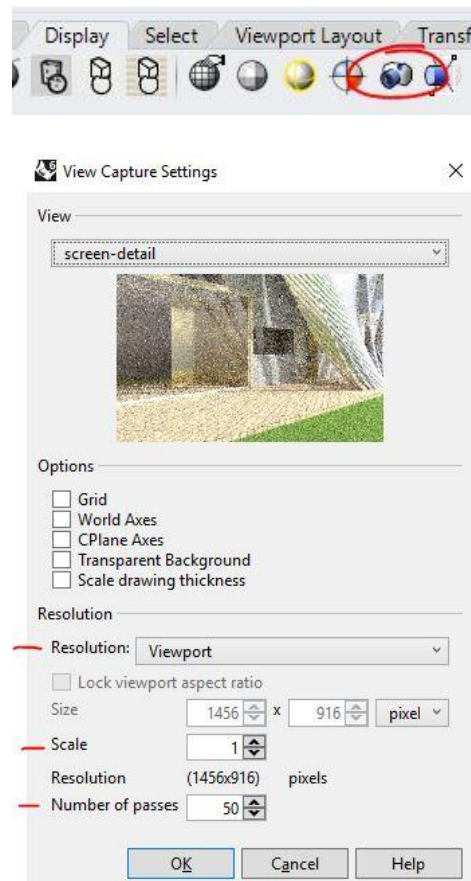 Display Select Viewport Layout Transf
View Capture Settings
View
screen-detail
Options
Grid
World Axes
CPlane Axes
Transparent Background
Scale drawing thickness
Resolution
Resolution: Viewport
Lock viewport aspect ratio
Size 1456 x 916 pixel
Scale 1
Resolution (1456x916) pixels
Number of passes 50
OK Cancel Help